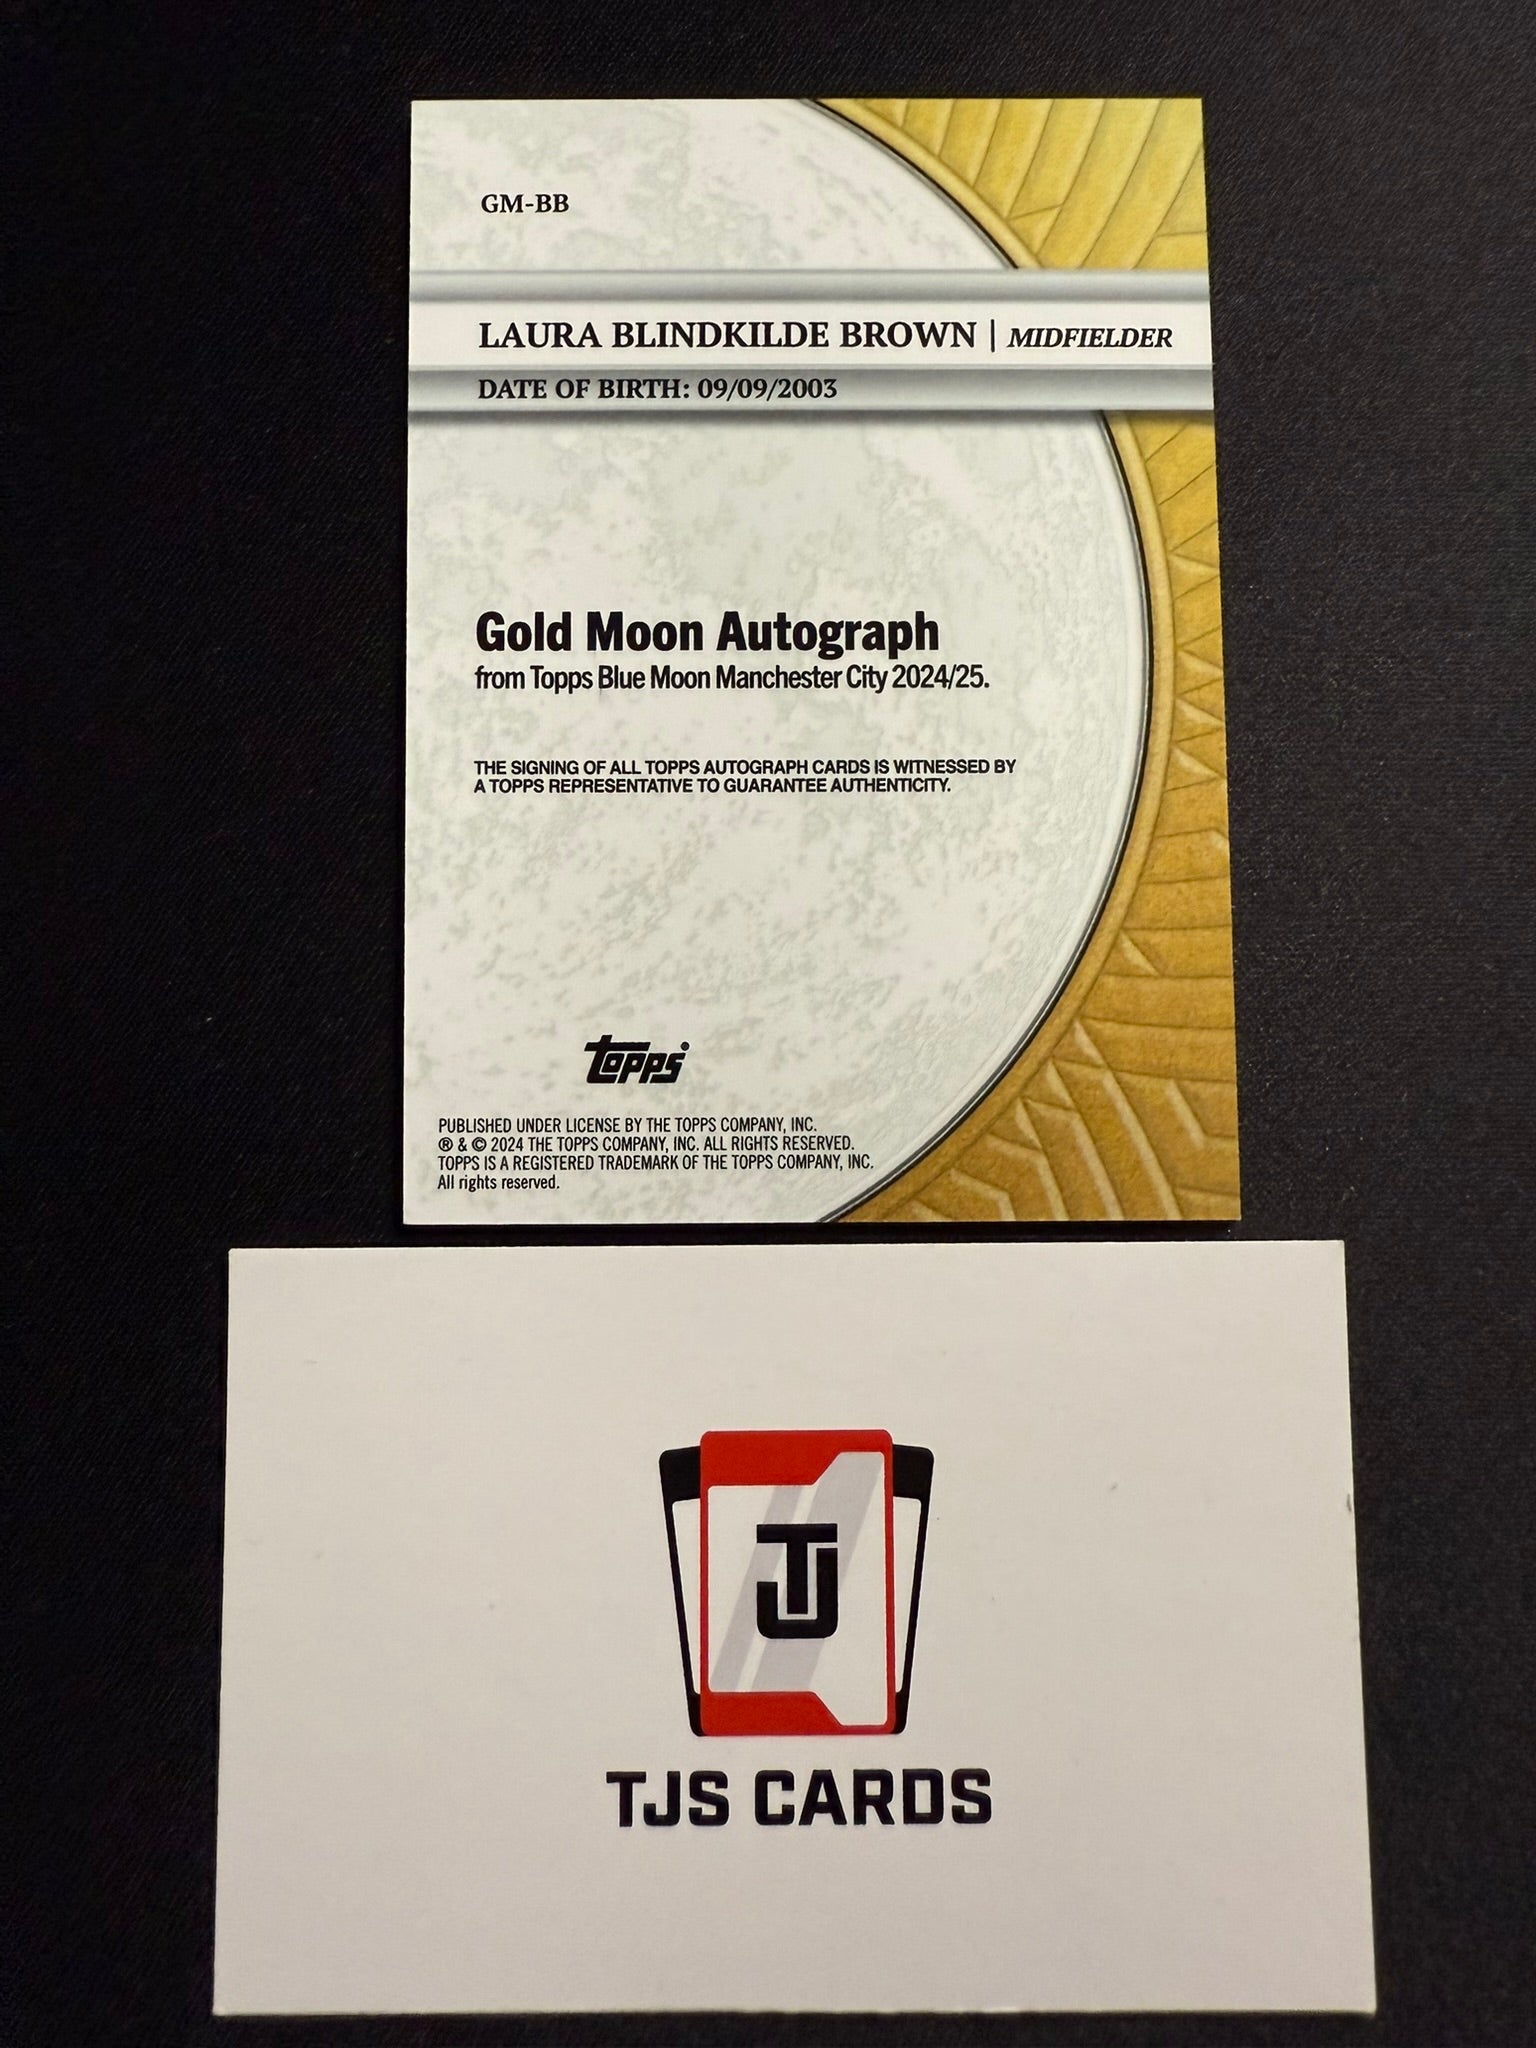 GM-BB
LAURA BLINDKILDE BROWN | MIDFIELDER
DATE OF BIRTH: 09/09/2003
Gold Moon Autograph
from Topps Blue Moon Manchester City 2024/25.
THE SIGNING OF ALL TOPPS AUTOGRAPH CARDS IS WITNESSED BY
A TOPPS REPRESENTATIVE TO GUARANTEE AUTHENTICITY.
topps
PUBLISHED UNDER LICENSE BY THE TOPPS COMPANY, INC.
® & © 2024 THE TOPPS COMPANY, INC. ALL RIGHTS RESERVED.
TOPPS IS A REGISTERED TRADEMARK OF THE TOPPS COMPANY, INC.
All rights reserved.
TJ
TJS CARDS